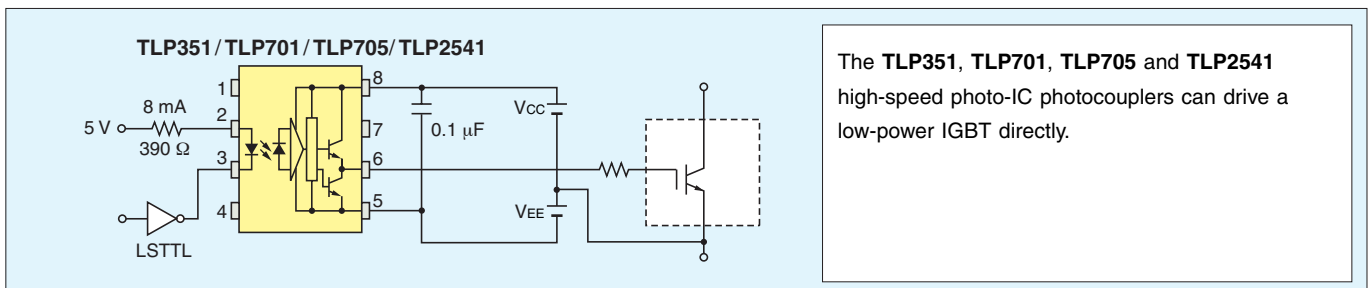 TLP351/TLP701/TLP705/TLP2541
1
8
8 mA
2
VCC
5 V
7
0.1 µF
390 Ω
3
6
4
5
VEE
LSTTL
The TLP351, TLP701, TLP705 and TLP2541
high-speed photo-IC photocouplers can drive a
low-power IGBT directly.